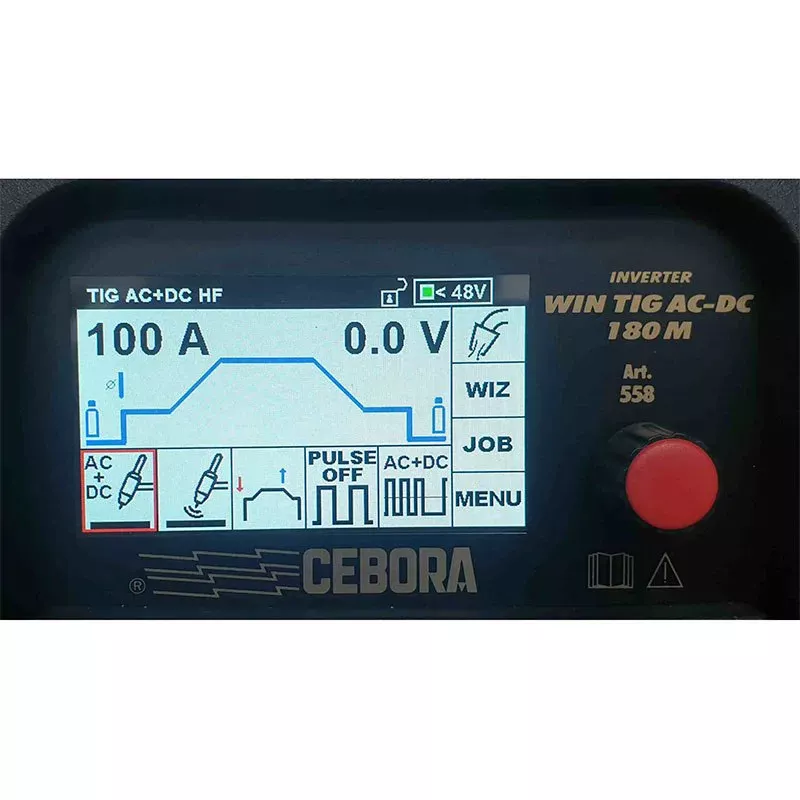 TIG AC+DC HF
< 48V
100 A
0.0 V
WIZ
JOB
MENU
AC
+
DC
PULSE
OFF
AC+DC
INVERTER
WIN TIG AC-DC
180 M
Art.
558
® CEBORA